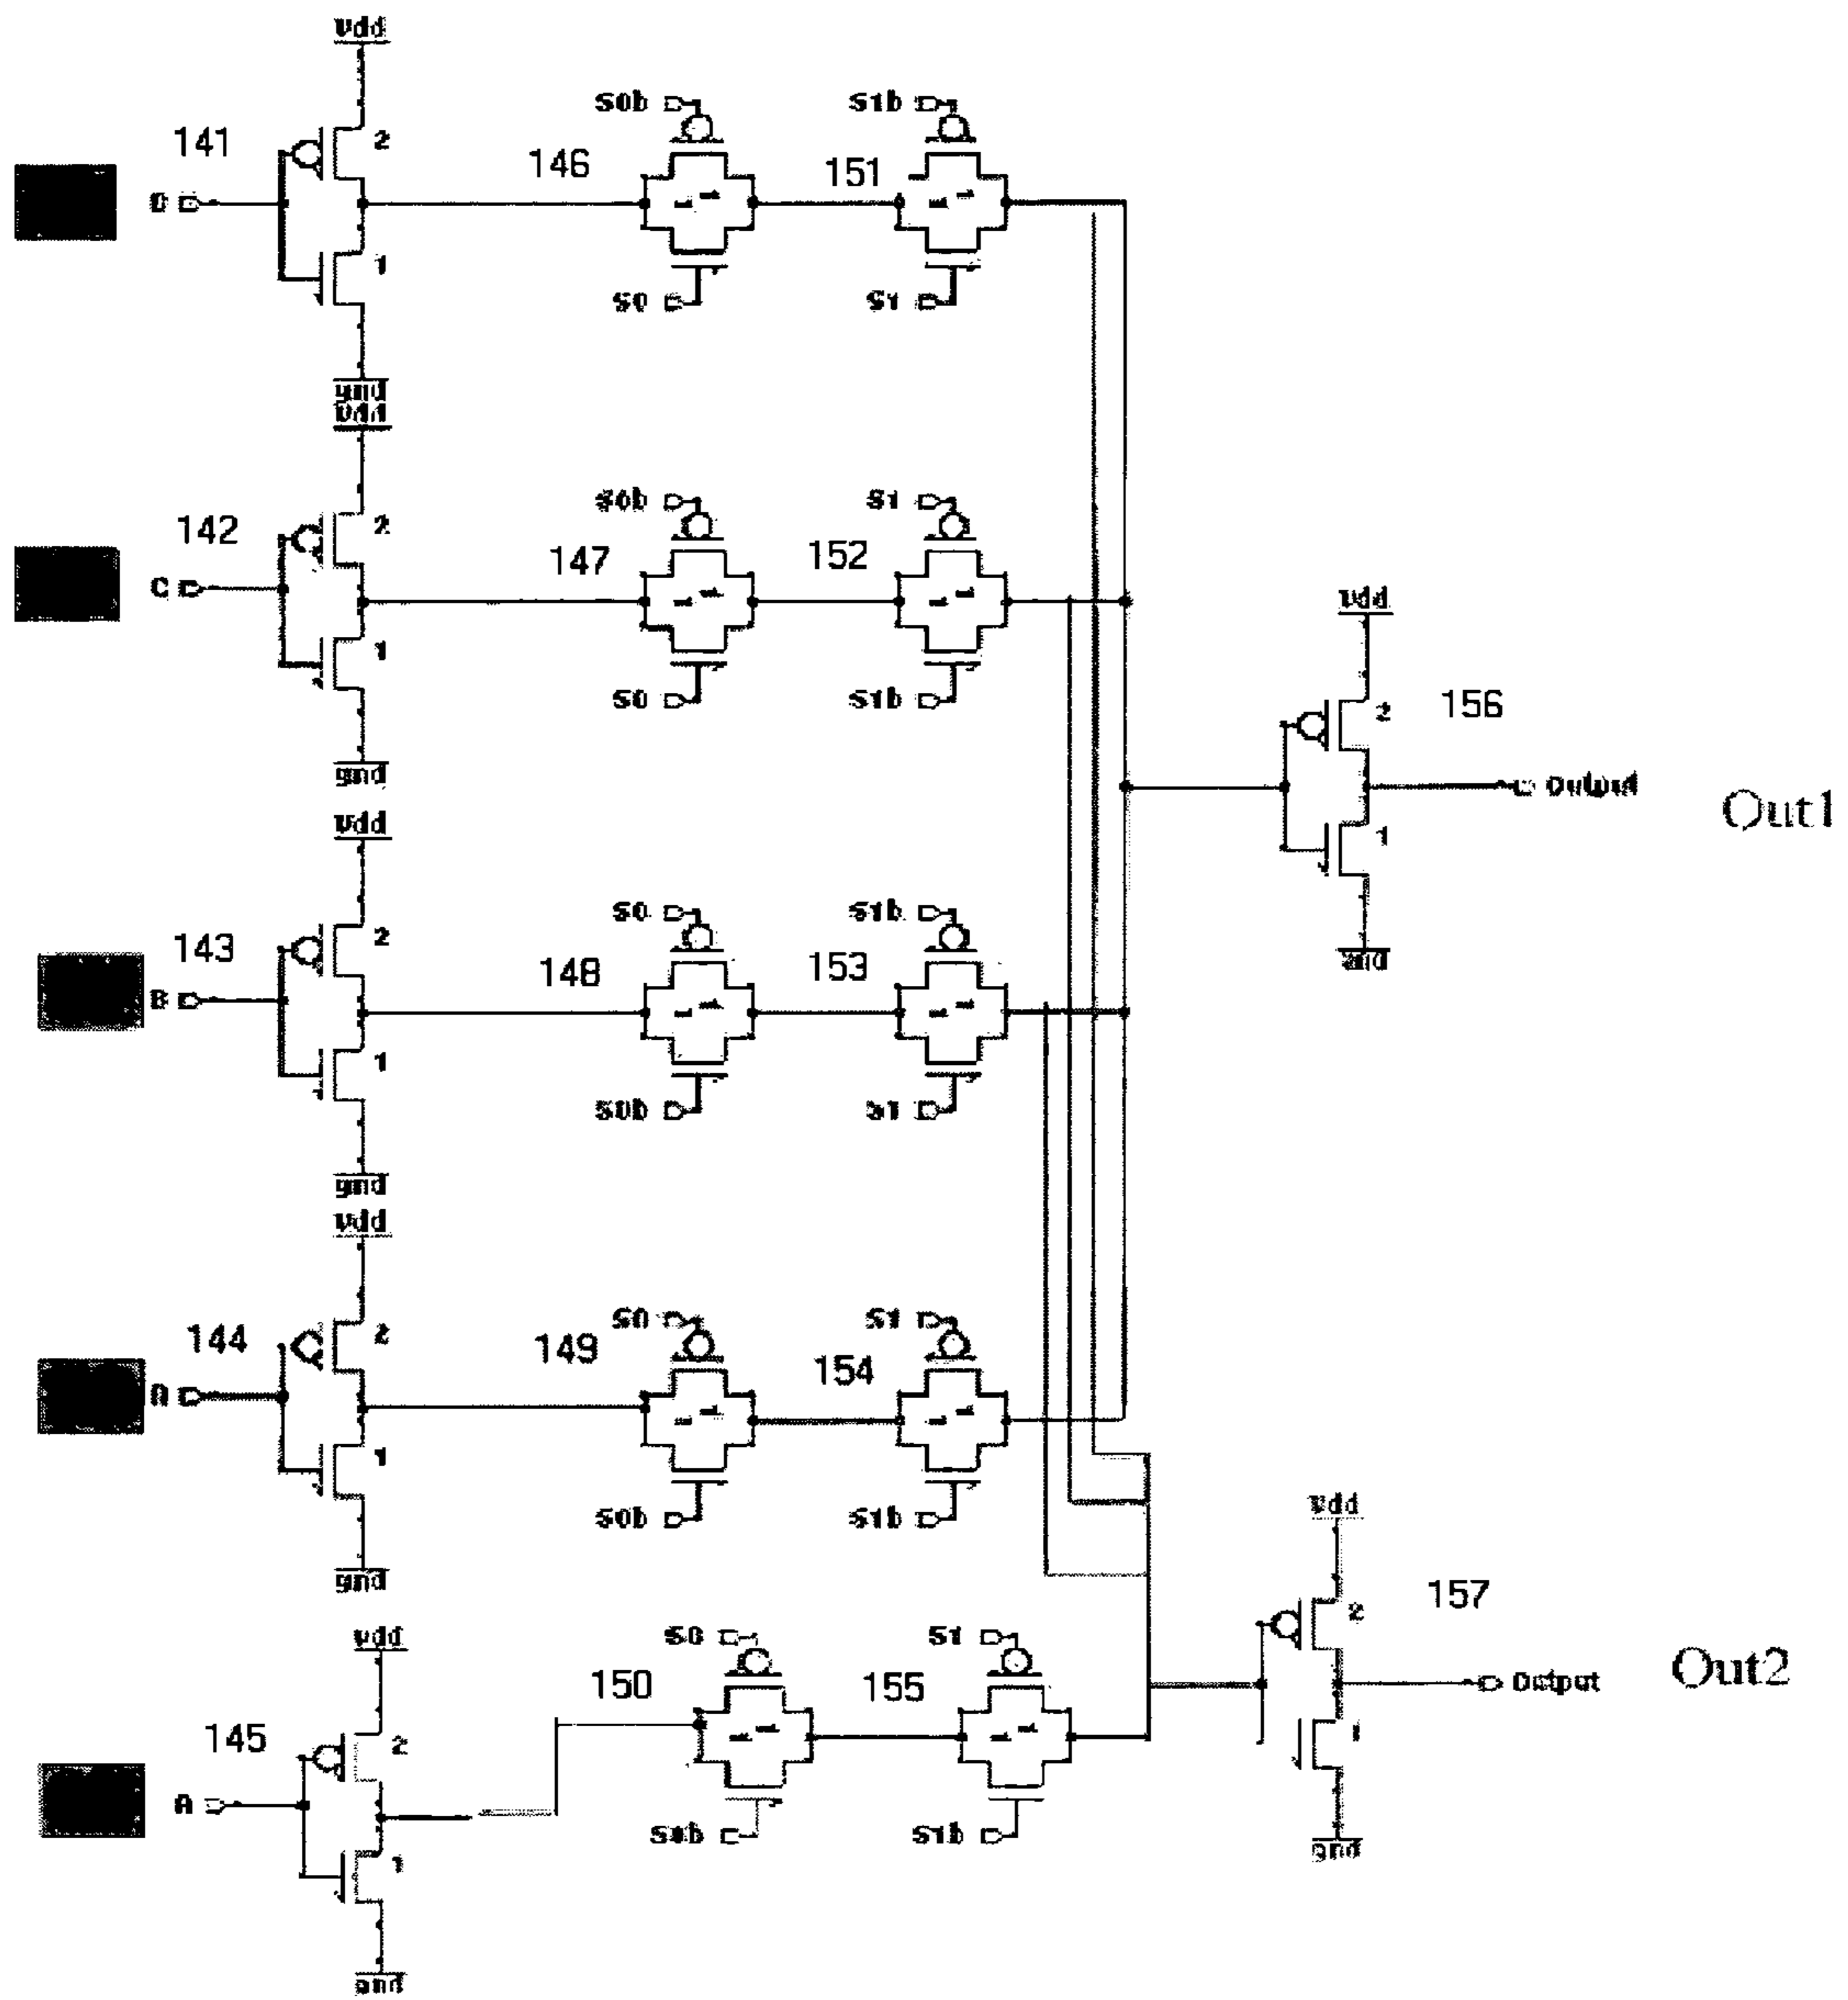 Vdd
S0b S1b
141 2
146 151
D
1
S0 S1
gnd
Vdd
S0b S1
142 2
147 152
C
1
S0 S1b
Vdd
gnd
2 156
Output Out1
1
gnd
Vdd
S0 S1b
143 2
148 153
B
1
S0b S1
gnd
Vdd
S0 S1
144 2
149 154
A
1
S0b S1b
gnd
Vdd
2 157
Output Out2
1
gnd
Vdd
S0 S1
150 155
145 2
A
S0b S1b
1
gnd